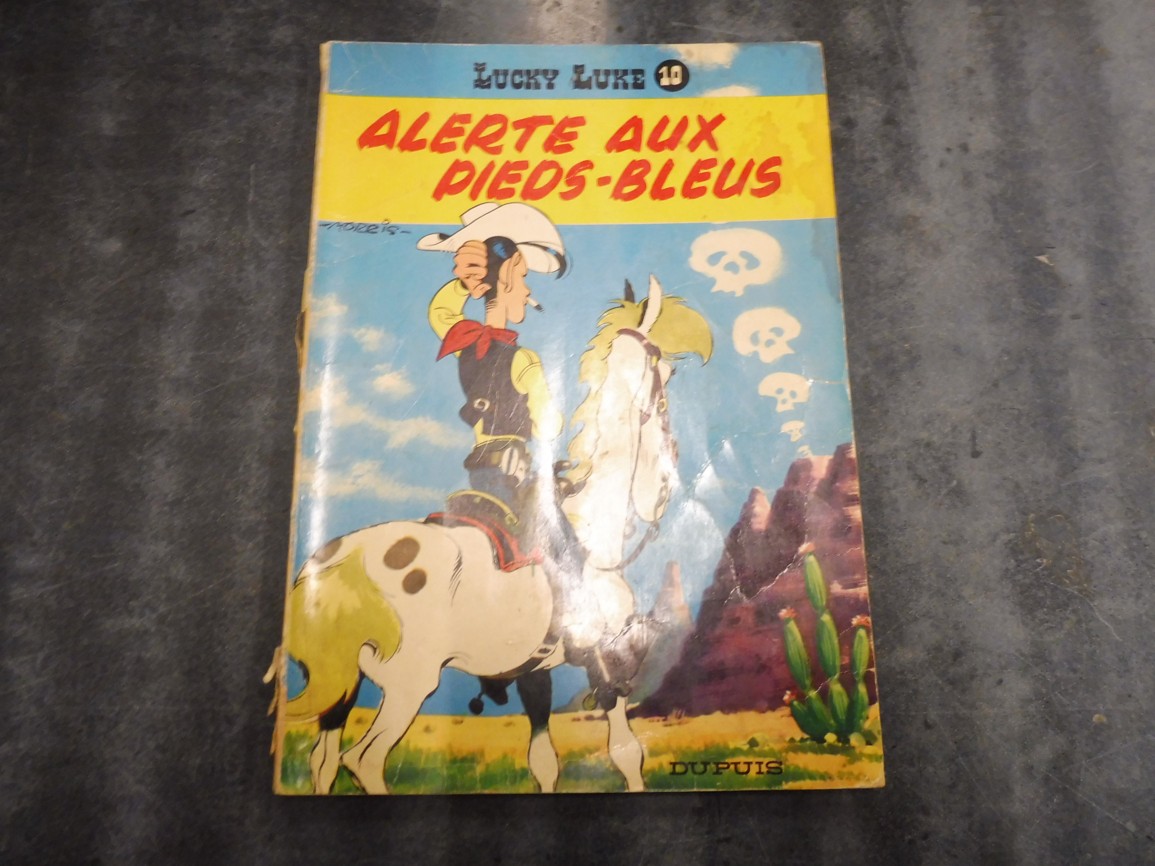 LUCKY LUKE 10
ALERTE AUX
PIEDS-BLEUS
-MORRIS-
DUPUIS